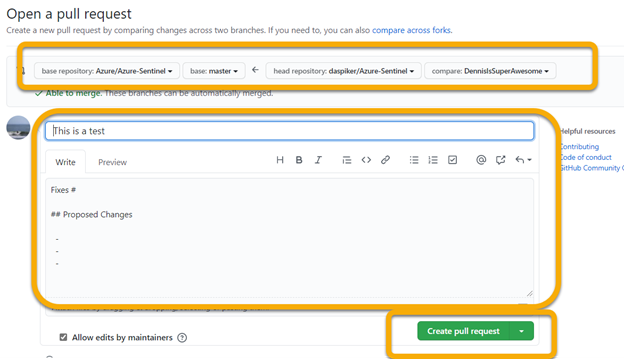 Open a pull request
Create a new pull request by comparing changes across two branches. If you need to, you can also compare across forks.
base repository: Azure/Azure-Sentinel base: master ← head repository: daspiker/Azure-Sentinel compare: DennisIsSuperAwesome
✓ Able to merge. These branches can be automatically merged.
This is a test
Helpful resources
Write Preview H B I
Contributing
Code of conduct
GitHub Community
Fixes #
## Proposed Changes
-
-
-
Allow edits by maintainers ?
Create pull request